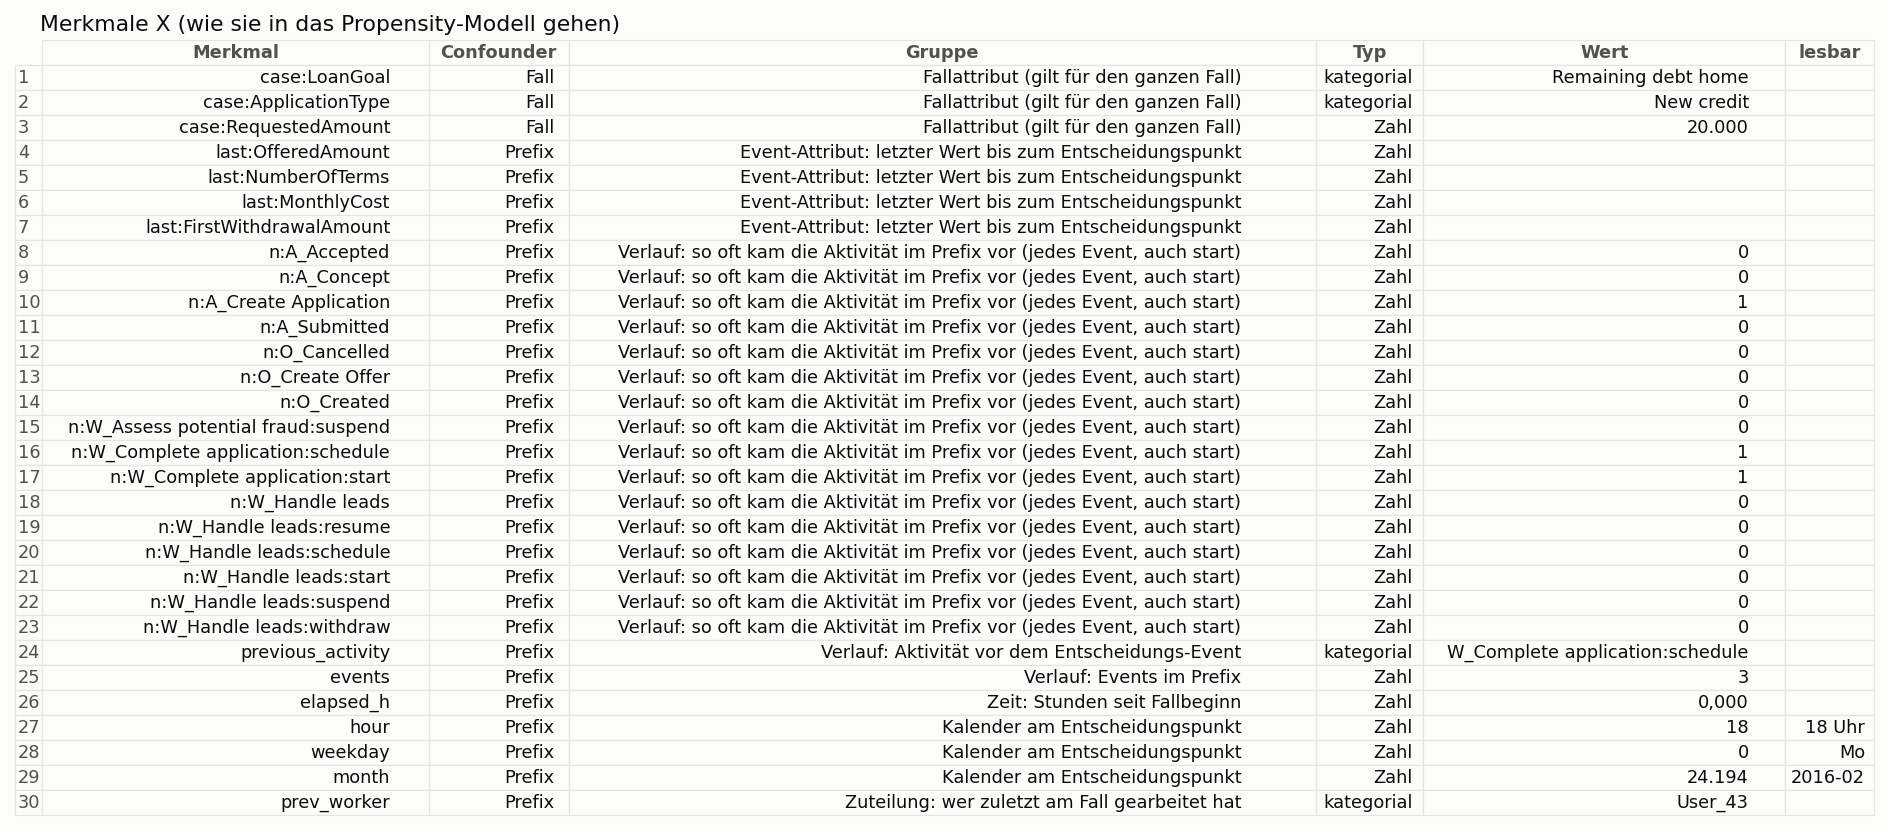 Merkmale X (wie sie in das Propensity-Modell gehen)
Merkmal Confounder Gruppe Typ Wert lesbar
1 case:LoanGoal Fall Fallattribut (gilt für den ganzen Fall) kategorial Remaining debt home
2 case:ApplicationType Fall Fallattribut (gilt für den ganzen Fall) kategorial New credit
3 case:RequestedAmount Fall Fallattribut (gilt für den ganzen Fall) Zahl 20.000
4 last:OfferedAmount Prefix Event-Attribut: letzter Wert bis zum Entscheidungspunkt Zahl
5 last:NumberOfTerms Prefix Event-Attribut: letzter Wert bis zum Entscheidungspunkt Zahl
6 last:MonthlyCost Prefix Event-Attribut: letzter Wert bis zum Entscheidungspunkt Zahl
7 last:FirstWithdrawalAmount Prefix Event-Attribut: letzter Wert bis zum Entscheidungspunkt Zahl
8 n:A_Accepted Prefix Verlauf: so oft kam die Aktivität im Prefix vor (jedes Event, auch start) Zahl 0
9 n:A_Concept Prefix Verlauf: so oft kam die Aktivität im Prefix vor (jedes Event, auch start) Zahl 0
10 n:A_Create Application Prefix Verlauf: so oft kam die Aktivität im Prefix vor (jedes Event, auch start) Zahl 1
11 n:A_Submitted Prefix Verlauf: so oft kam die Aktivität im Prefix vor (jedes Event, auch start) Zahl 0
12 n:O_Cancelled Prefix Verlauf: so oft kam die Aktivität im Prefix vor (jedes Event, auch start) Zahl 0
13 n:O_Create Offer Prefix Verlauf: so oft kam die Aktivität im Prefix vor (jedes Event, auch start) Zahl 0
14 n:O_Created Prefix Verlauf: so oft kam die Aktivität im Prefix vor (jedes Event, auch start) Zahl 0
15 n:W_Assess potential fraud:suspend Prefix Verlauf: so oft kam die Aktivität im Prefix vor (jedes Event, auch start) Zahl 0
16 n:W_Complete application:schedule Prefix Verlauf: so oft kam die Aktivität im Prefix vor (jedes Event, auch start) Zahl 1
17 n:W_Complete application:start Prefix Verlauf: so oft kam die Aktivität im Prefix vor (jedes Event, auch start) Zahl 1
18 n:W_Handle leads Prefix Verlauf: so oft kam die Aktivität im Prefix vor (jedes Event, auch start) Zahl 0
19 n:W_Handle leads:resume Prefix Verlauf: so oft kam die Aktivität im Prefix vor (jedes Event, auch start) Zahl 0
20 n:W_Handle leads:schedule Prefix Verlauf: so oft kam die Aktivität im Prefix vor (jedes Event, auch start) Zahl 0
21 n:W_Handle leads:start Prefix Verlauf: so oft kam die Aktivität im Prefix vor (jedes Event, auch start) Zahl 0
22 n:W_Handle leads:suspend Prefix Verlauf: so oft kam die Aktivität im Prefix vor (jedes Event, auch start) Zahl 0
23 n:W_Handle leads:withdraw Prefix Verlauf: so oft kam die Aktivität im Prefix vor (jedes Event, auch start) Zahl 0
24 previous_activity Prefix Verlauf: Aktivität vor dem Entscheidungs-Event kategorial W_Complete application:schedule
25 events Prefix Verlauf: Events im Prefix Zahl 3
26 elapsed_h Prefix Zeit: Stunden seit Fallbeginn Zahl 0,000
27 hour Prefix Kalender am Entscheidungspunkt Zahl 18 18 Uhr
28 weekday Prefix Kalender am Entscheidungspunkt Zahl 0 Mo
29 month Prefix Kalender am Entscheidungspunkt Zahl 24.194 2016-02
30 prev_worker Prefix Zuteilung: wer zuletzt am Fall gearbeitet hat kategorial User_43